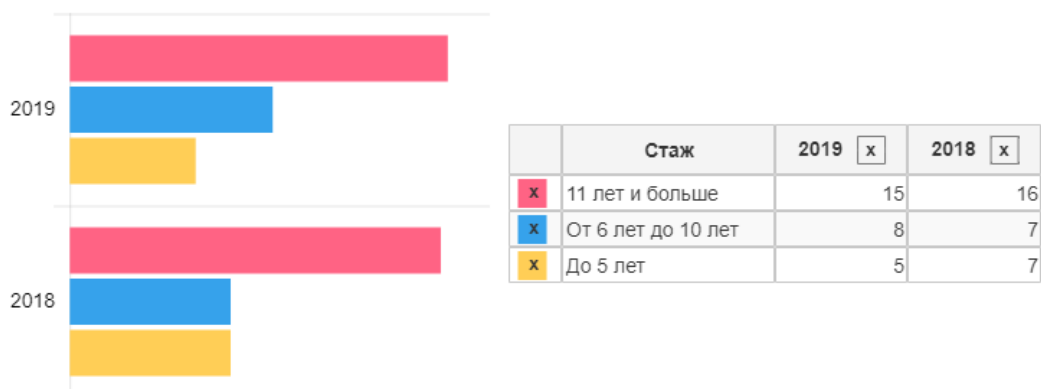 2019
2018
Стаж 2019 x 2018 x
x 11 лет и больше 15 16
x От 6 лет до 10 лет 8 7
x До 5 лет 5 7